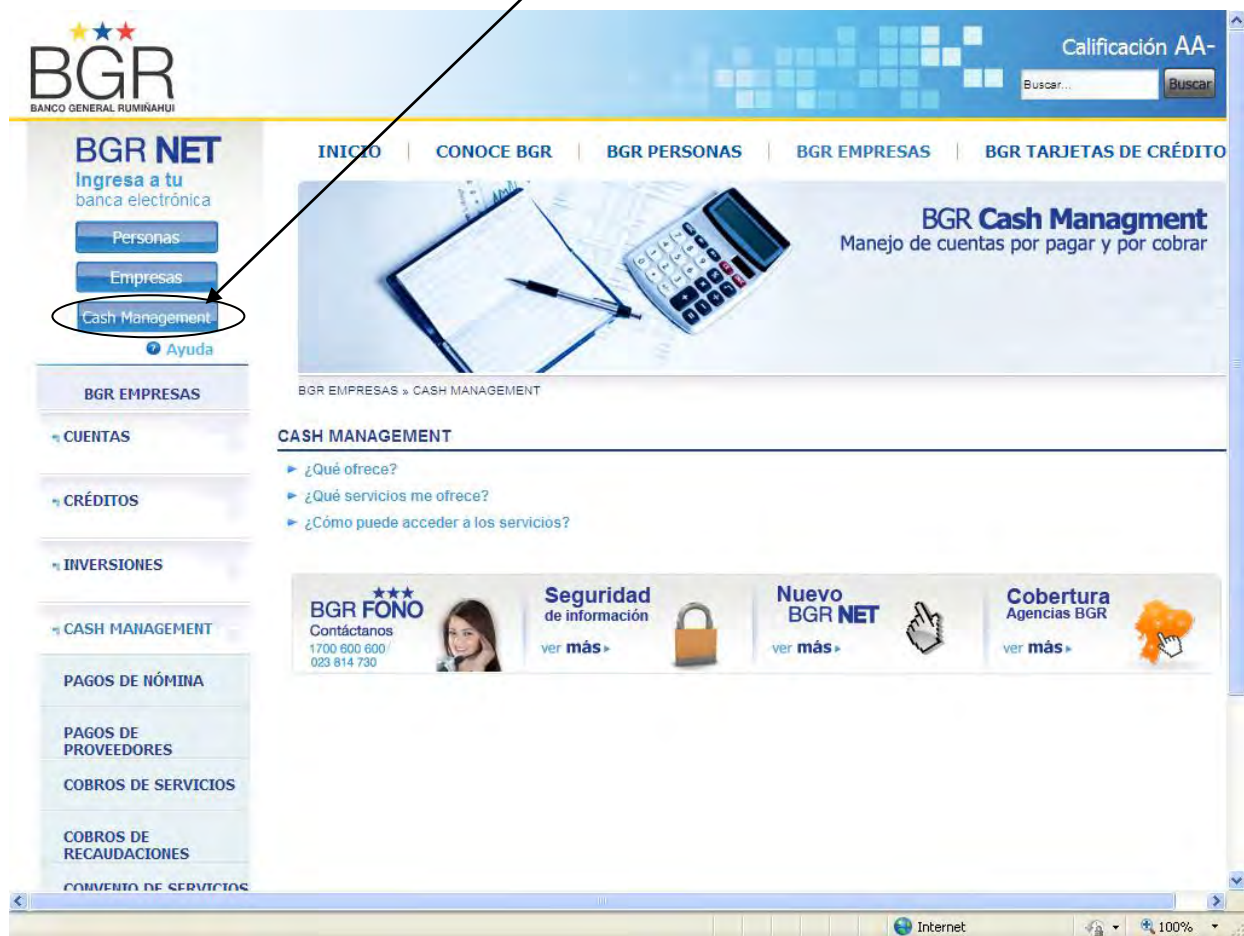 BGR
BANCO GENERAL RUMIÑAHUI
Calificación AA-
Buscar...
Buscar
BGR NET
Ingresa a tu
banca electrónica
Personas
Empresas
Cash Management
Ayuda
INICIO | CONOCE BGR | BGR PERSONAS | BGR EMPRESAS | BGR TARJETAS DE CRÉDITO
BGR Cash Managment
Manejo de cuentas por pagar y por cobrar
BGR EMPRESAS
CUENTAS
CRÉDITOS
INVERSIONES
CASH MANAGEMENT
PAGOS DE NÓMINA
PAGOS DE
PROVEEDORES
COBROS DE SERVICIOS
COBROS DE
RECAUDACIONES
CONVENIO DE SERVICIOS
BGR EMPRESAS » CASH MANAGEMENT
CASH MANAGEMENT
¿Qué ofrece?
¿Qué servicios me ofrece?
¿Cómo puede acceder a los servicios?
BGR FONO
Contáctanos
1700 600 600/
023 814 730
Seguridad
de información
ver más
Nuevo
BGR NET
ver más
Cobertura
Agencias BGR
ver más
Internet
100%